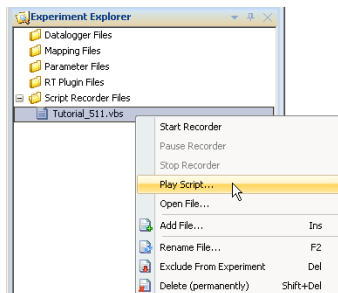 Experiment Explorer
Datalogger Files
Mapping Files
Parameter Files
RT Plugin Files
Script Recorder Files
Tutorial_511.vbs
Start Recorder
Pause Recorder
Stop Recorder
Play Script...
Open File...
Add File... Ins
Rename File... F2
Exclude From Experiment Del
Delete (permanently) Shift+Del